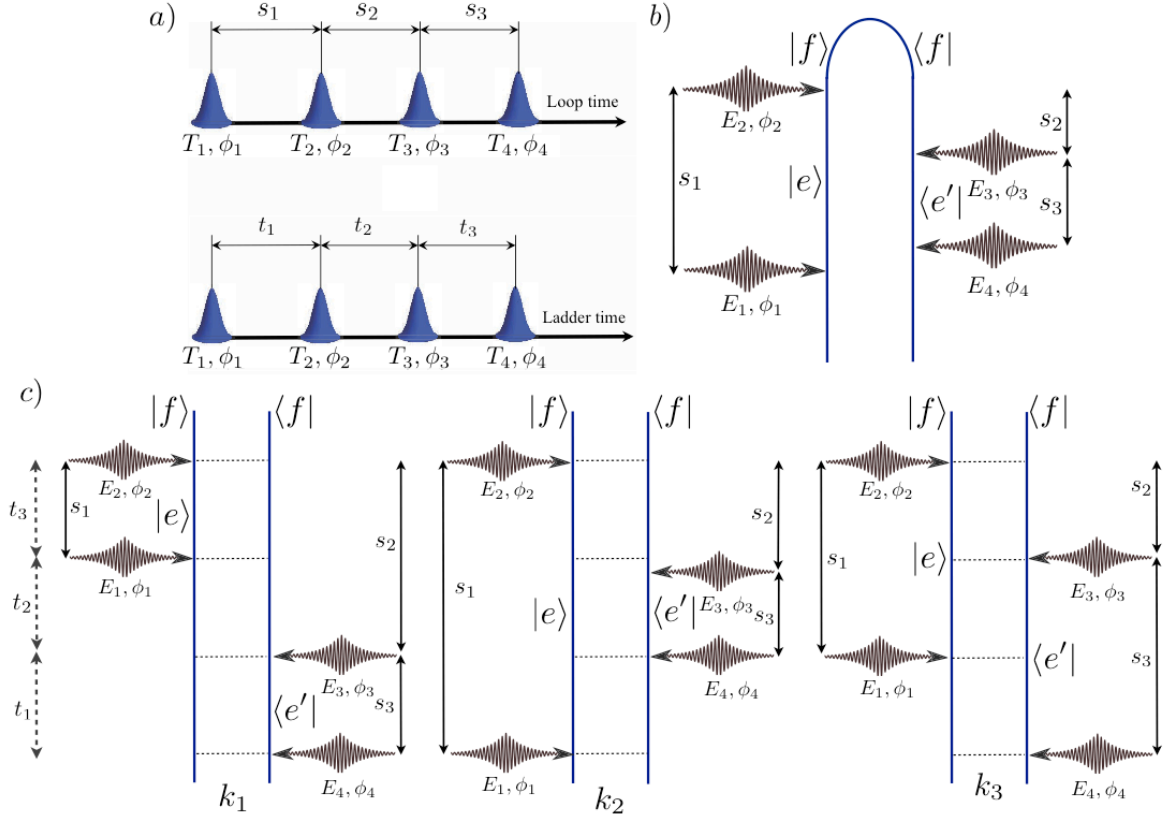 a)
s₁ s₂ s₃
Loop time
T₁, ϕ₁ T₂, ϕ₂ T₃, ϕ₃ T₄, ϕ₄
t₁ t₂ t₃
Ladder time
T₁, ϕ₁ T₂, ϕ₂ T₃, ϕ₃ T₄, ϕ₄
b)
|f⟩ ⟨f|
E₂, ϕ₂
s₂
s₁ |e⟩ ⟨e′| E₃, ϕ₃
s₃
E₁, ϕ₁ E₄, ϕ₄
c)
|f⟩ ⟨f|
E₂, ϕ₂
t₃ s₁ |e⟩
E₁, ϕ₁
s₂
t₂
E₃, ϕ₃
t₁ ⟨e′| s₃
E₄, ϕ₄
k₁
|f⟩ ⟨f|
E₂, ϕ₂
s₂
s₁ |e⟩ ⟨e′| E₃, ϕ₃ s₃
E₄, ϕ₄
E₁, ϕ₁
k₂
|f⟩ ⟨f|
E₂, ϕ₂
s₂
s₁ |e⟩
E₃, ϕ₃
E₁, ϕ₁ ⟨e′| s₃
E₄, ϕ₄
k₃